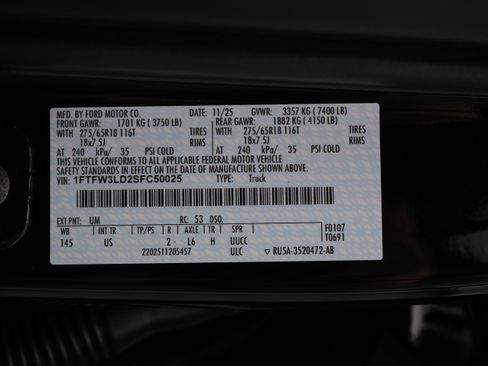 MFD. BY FORD MOTOR CO. DATE: 11/25 GVWR: 3357 KG ( 7400 LB)
FRONT GAWR: 1701 KG ( 3750 LB) REAR GAWR: 1882 KG ( 4150 LB)
WITH 275/65R18 116T TIRES WITH 275/65R18 116T TIRES
18x7.5J RIMS 18x7.5J RIMS
AT 240 kPa/ 35 PSI COLD AT 240 kPa/ 35 PSI COLD
THIS VEHICLE CONFORMS TO ALL APPLICABLE FEDERAL MOTOR VEHICLE
SAFETY STANDARDS IN EFFECT ON THE DATE OF MANUFACTURE SHOWN ABOVE.
VIN: 1FTFW3LD2SFC50025 TYPE: Truck
EXT PNT: UM RC: 53 DSO: F0107
WB INT TR TP/PS R AXLE TR SPR T0691
145 US 2 L6 H UUCC
2202511205457 ULC RU5A-3520472-AB